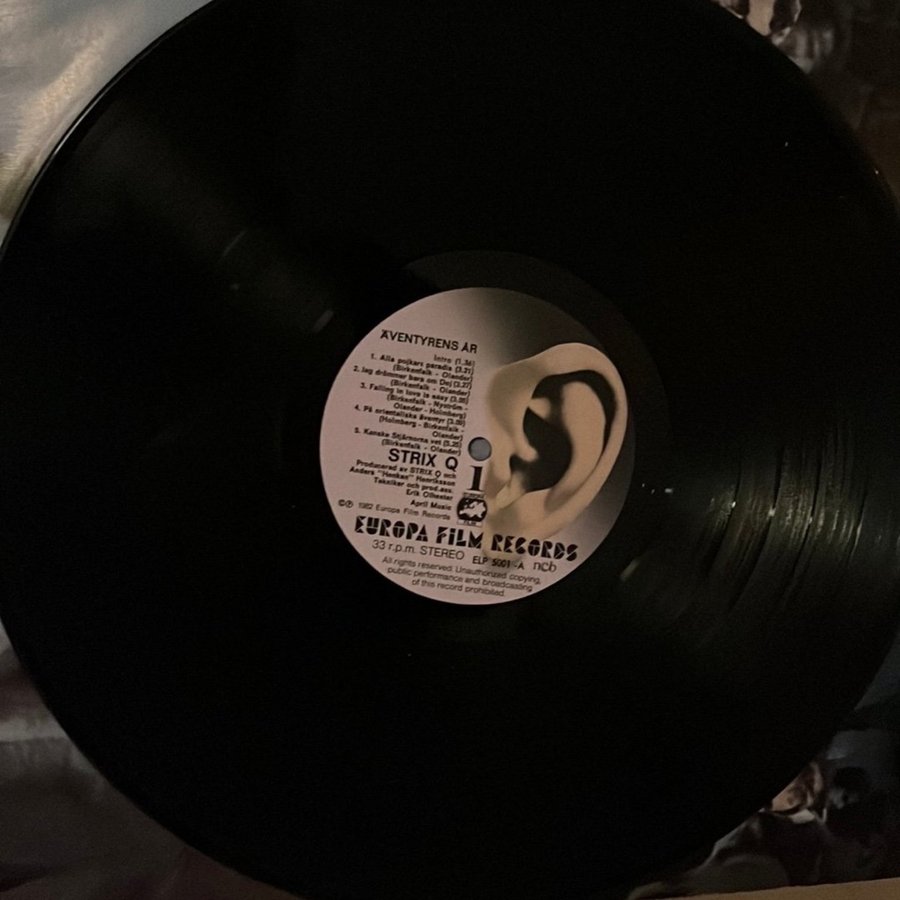 ÄVENTYRENS ÅR
Intro (1.36)
1. Alla pojkars paradis (3.21)
(Birkenfalk - Olander)
2. Jag drömmer bara om Dej (3.27)
(Birkenfalk - Olander)
3. Falling in love is easy (3.05)
(Birkenfalk - Nyström -
Olander - Holmberg)
4. På orientaliska äventyr (3.09)
(Holmberg - Birkenfalk -
Olander)
5. Kanske Stjärnorna vet (5.25)
(Birkenfalk - Olander)
STRIX Q
1
Producerad av STRIX Q och
Anders "Henkan" Henriksson
Tekniker och prod.ass.
Erik Olhester
April Music
©℗ 1982 Europa Film Records
FILM
EUROPA FILM RECORDS
33 r.p.m. STEREO ELP 5001-A ncb
All rights reserved. Unauthorized copying,
public performance and broadcasting
of this record prohibited.